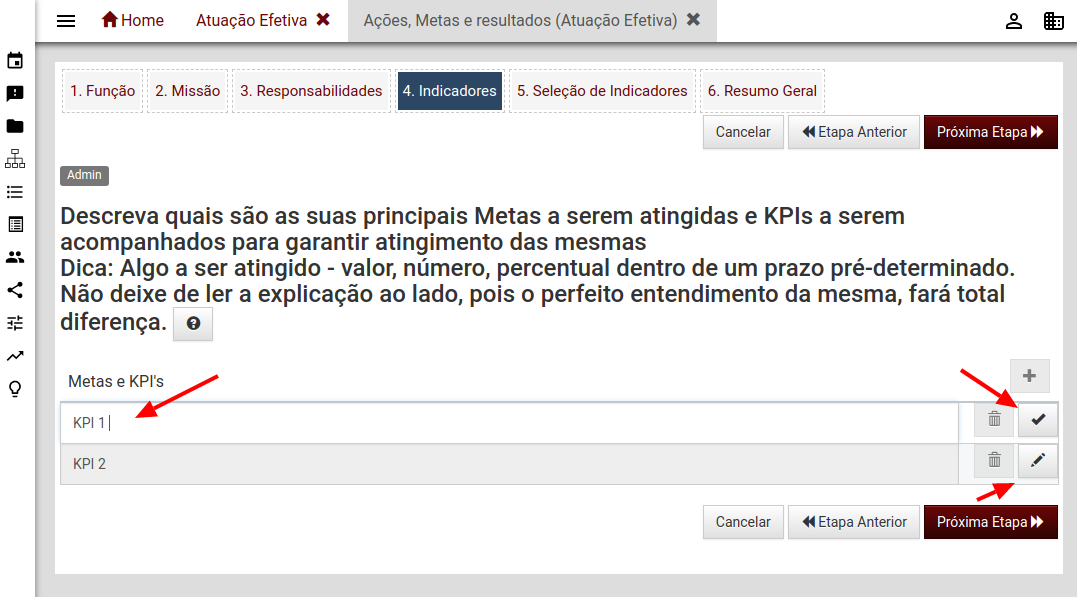 Home
Atuação Efetiva
Ações, Metas e resultados (Atuação Efetiva)
1. Função
2. Missão
3. Responsabilidades
4. Indicadores
5. Seleção de Indicadores
6. Resumo Geral
Cancelar
Etapa Anterior
Próxima Etapa
Admin
Descreva quais são as suas principais Metas a serem atingidas e KPIs a serem
acompanhados para garantir atingimento das mesmas
Dica: Algo a ser atingido - valor, número, percentual dentro de um prazo pré-determinado.
Não deixe de ler a explicação ao lado, pois o perfeito entendimento da mesma, fará total
diferença.
Metas e KPI's
KPI 1
KPI 2
Cancelar
Etapa Anterior
Próxima Etapa